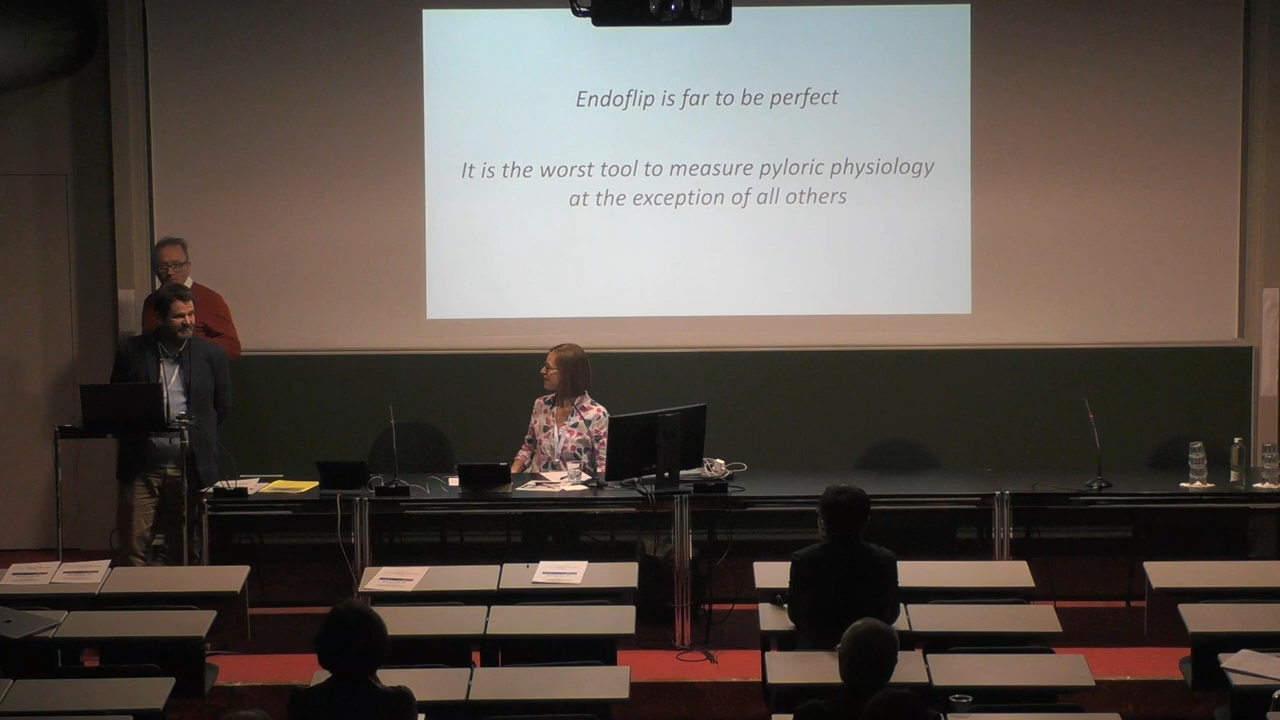 Endoflip is far to be perfect
It is the worst tool to measure pyloric physiology
at the exception of all others